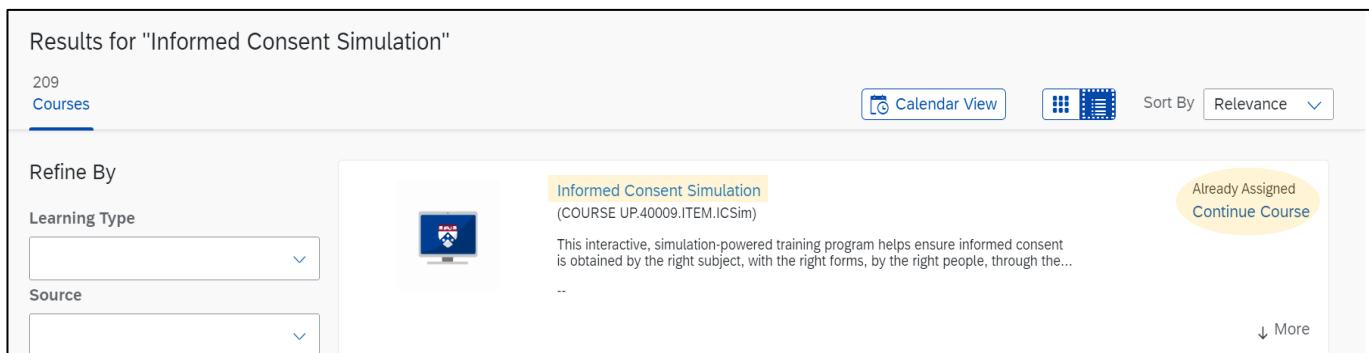 Results for "Informed Consent Simulation"
209
Courses
Calendar View
Sort By
Relevance
Refine By
Learning Type
Source
Informed Consent Simulation
(COURSE UP.40009.ITEM.ICSim)
This interactive, simulation-powered training program helps ensure informed consent
is obtained by the right subject, with the right forms, by the right people, through the...
--
Already Assigned
Continue Course
↓ More